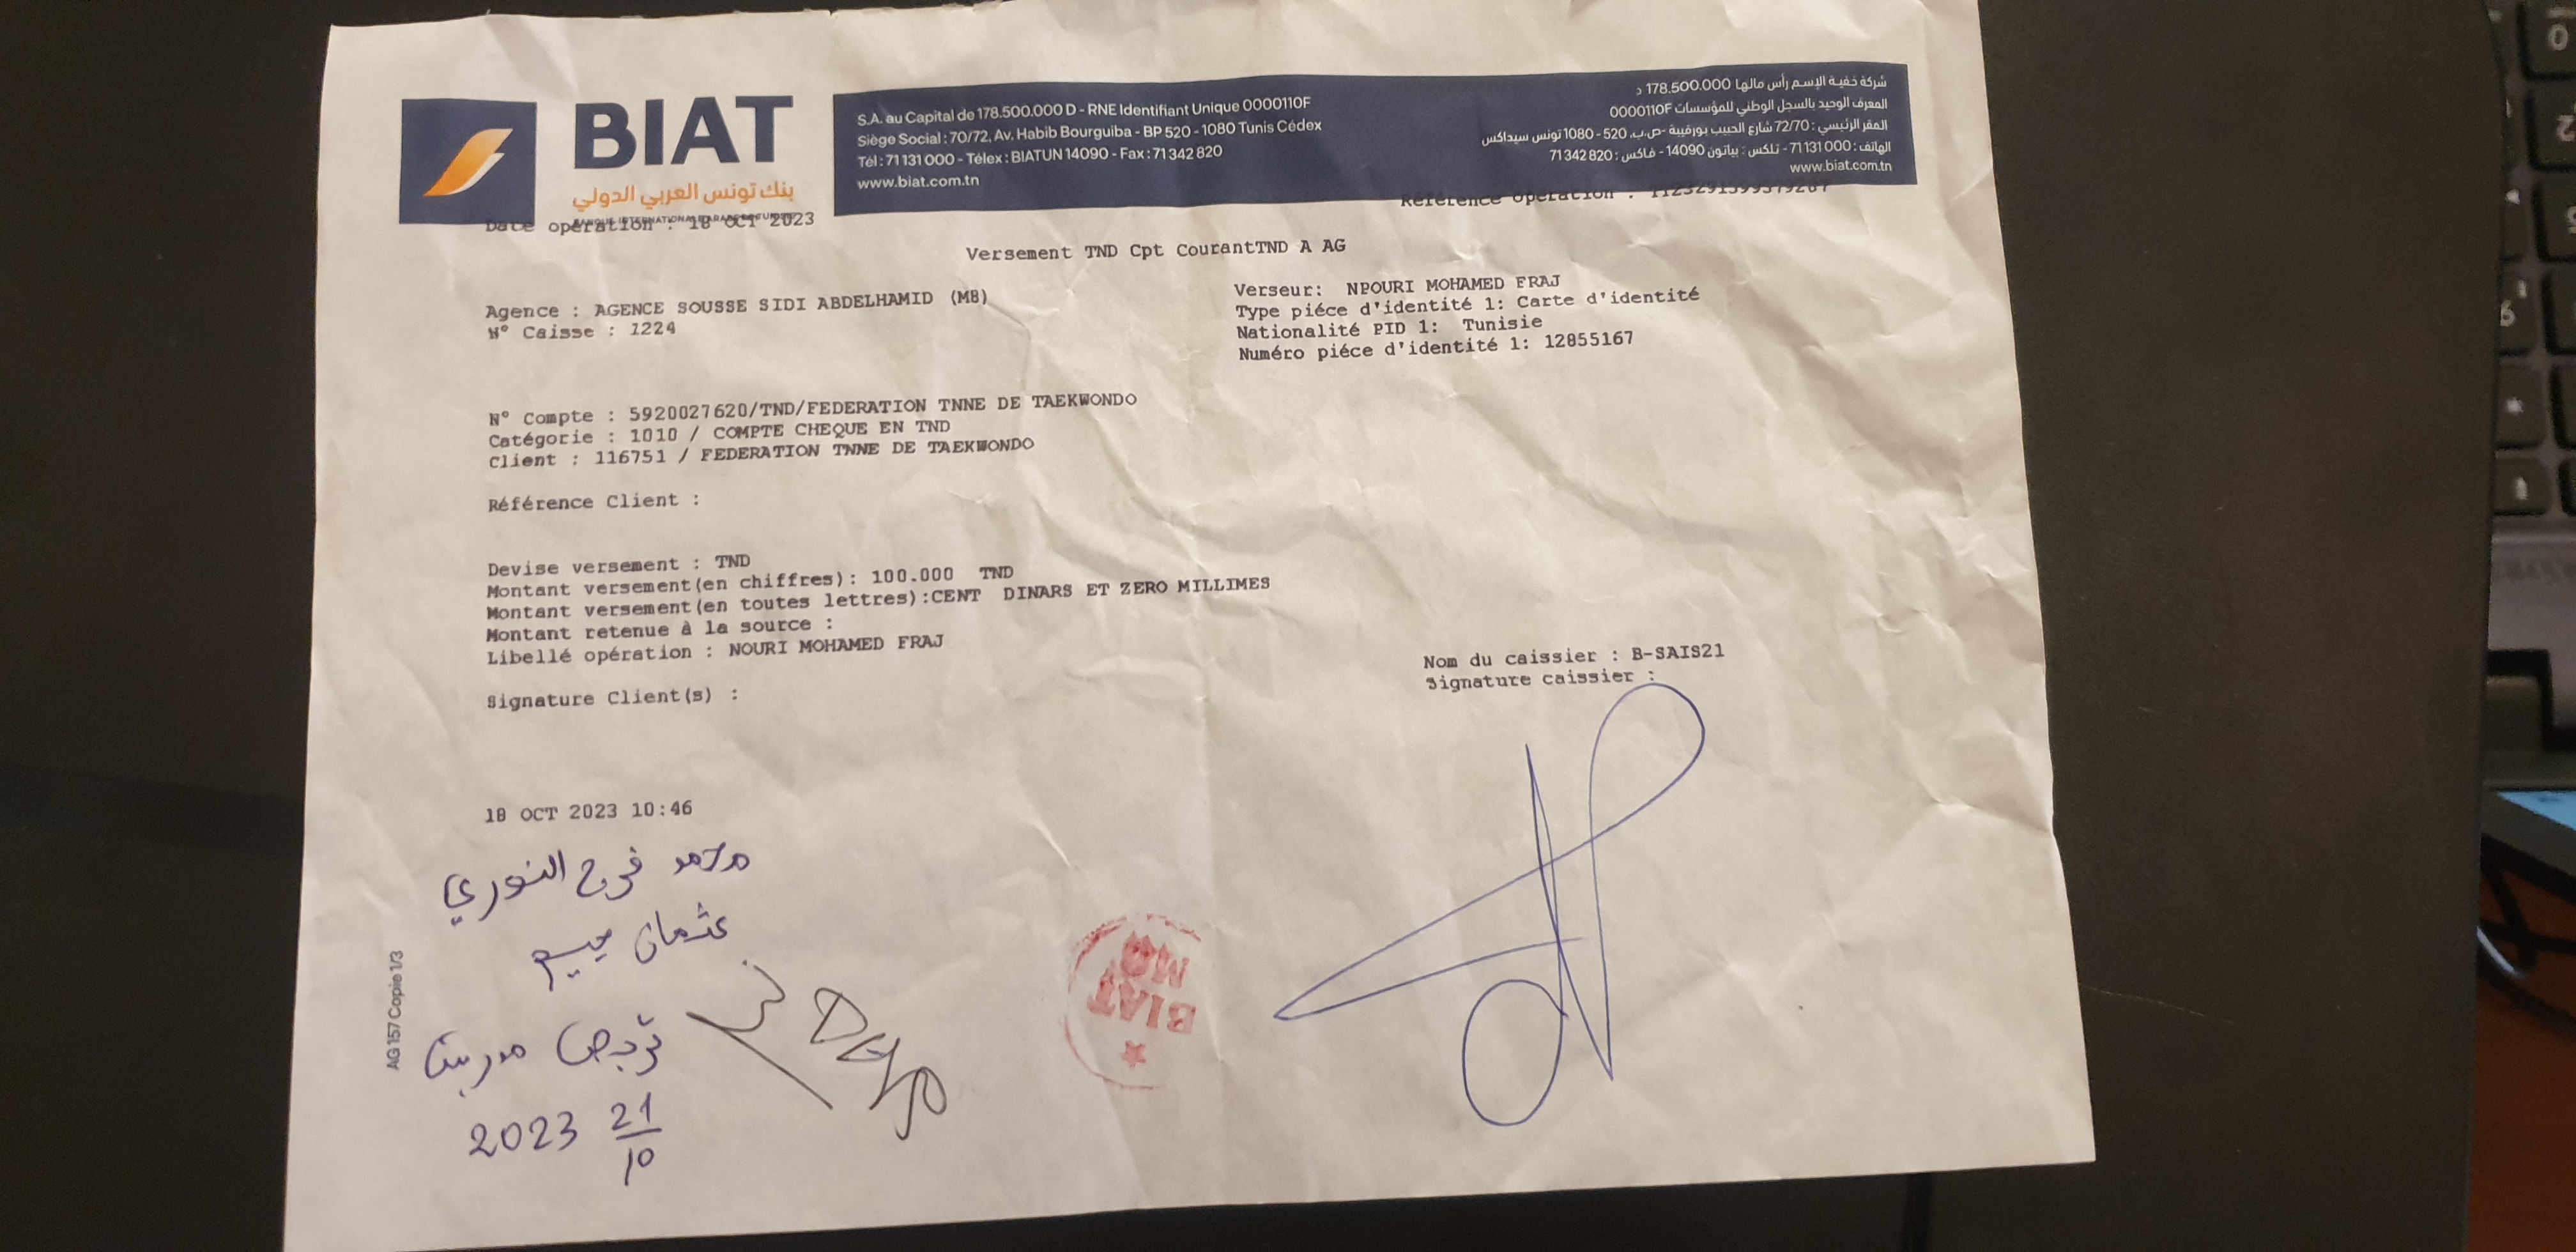 BIAT
بنك تونس العربي الدولي
S.A. au Capital de 178.500.000 D - RNE Identifiant Unique 0000110F
Siège Social : 70/72, Av. Habib Bourguiba - BP 520 - 1080 Tunis Cédex
Tél : 71 131 000 - Télex : BIATUN 14090 - Fax : 71 342 820
www.biat.com.tn
شركة خفية الإسم رأس مالها 178.500.000 د
المعرف الوحيد بالسجل الوطني للمؤسسات 0000110F
المقر الرئيسي : 72/70 شارع الحبيب بورقيبة -ص.ب. 520 - 1080 تونس سيداكس
الهاتف : 71 131 000 - تلكس : بياتون 14090 - فاكس : 71 342 820
www.biat.com.tn
Date opération : 18 OCT 2023
Référence opération :
Versement TND Cpt CourantTND A AG
Agence : AGENCE SOUSSE SIDI ABDELHAMID (M8)
N° Caisse : 1224
Verseur: NPOURI MOHAMED FRAJ
Type piéce d'identité 1: Carte d'identité
Nationalité PID 1: Tunisie
Numéro piéce d'identité 1: 12855167
N° Compte : 5920027620/TND/FEDERATION TNNE DE TAEKWONDO
Catégorie : 1010 / COMPTE CHEQUE EN TND
Client : 116751 / FEDERATION TNNE DE TAEKWONDO
Référence Client :
Devise versement : TND
Montant versement(en chiffres): 100.000 TND
Montant versement(en toutes lettres):CENT DINARS ET ZERO MILLIMES
Montant retenue à la source :
Libellé opération : NOURI MOHAMED FRAJ
Signature Client(s) :
Nom du caissier : B-SAIS21
Signature caissier :
18 OCT 2023 10:46
محمد فرج النوري
عثمان
تربص
2023 21/10
BIAT
M8
AG 157 Copie 1/3